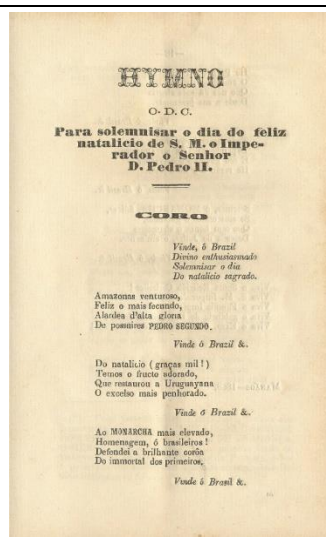 HYMNO
O. D. C.
Para solemnisar o dia do feliz
natalicio de S. M. o Impe-
rador o Senhor
D. Pedro II.
CORO
Vinde, ó Brazil
Divino enthusiasmado
Solemnisar o dia
Do natalicio sagrado.
Amazonas venturoso,
Feliz o mais fecundo,
Alardea d'alta gloria
De possuires PEDRO SEGUNDO.
Vinde ó Brazil &.
Do natalicio (graças mil!)
Temos o fructo adorado,
Que restaurou a Uruguayana
O excelso mais penhorado.
Vinde ó Brazil &.
Ao MONARCHA mais elevado,
Homenagem, ó brasileiros!
Defendei a brilhante corôa
Do immortal dos primeiros.
Vinde ó Brasil &.